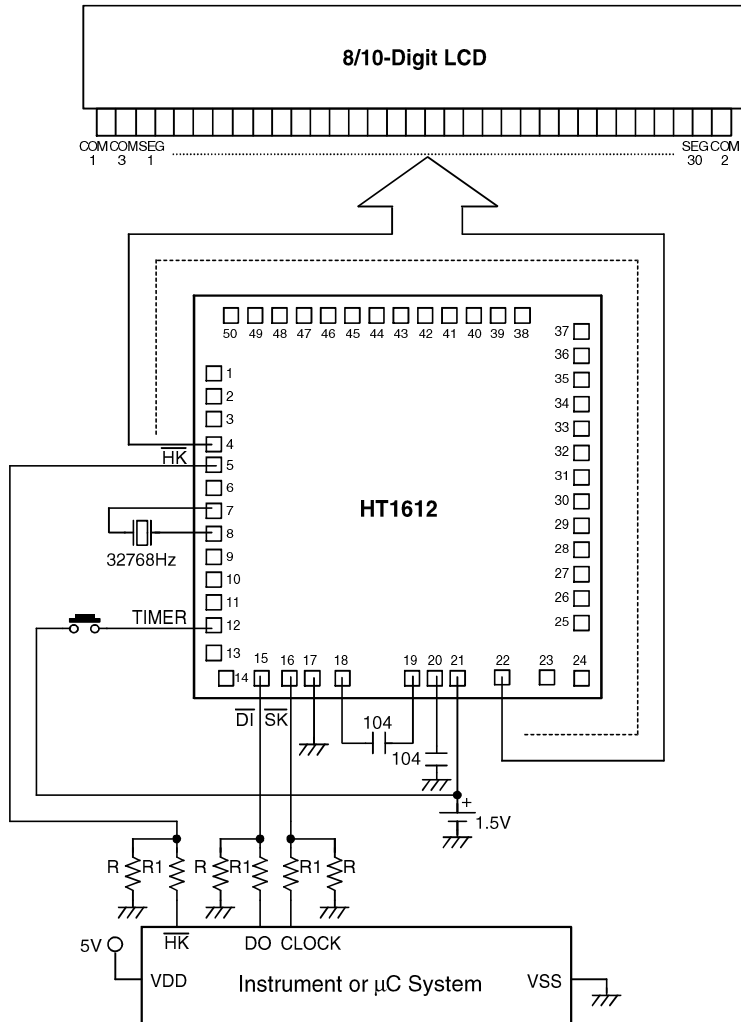 8/10-Digit LCD
COM COM SEG SEG COM
1 3 1 30 2
50 49 48 47 46 45 44 43 42 41 40 39 38
37
36
35
34
33
32
31
30
29
28
27
26
25
1
2
3
4
HK
5
6
7
8
32768Hz
9
10
11
TIMER
12
13
HT1612
14 15 16 17 18 19 20 21 22 23 24
DI SK
104
104
+
1.5V
R R1 R R1 R1 R
5V
HK DO CLOCK
VDD Instrument or μC System VSS